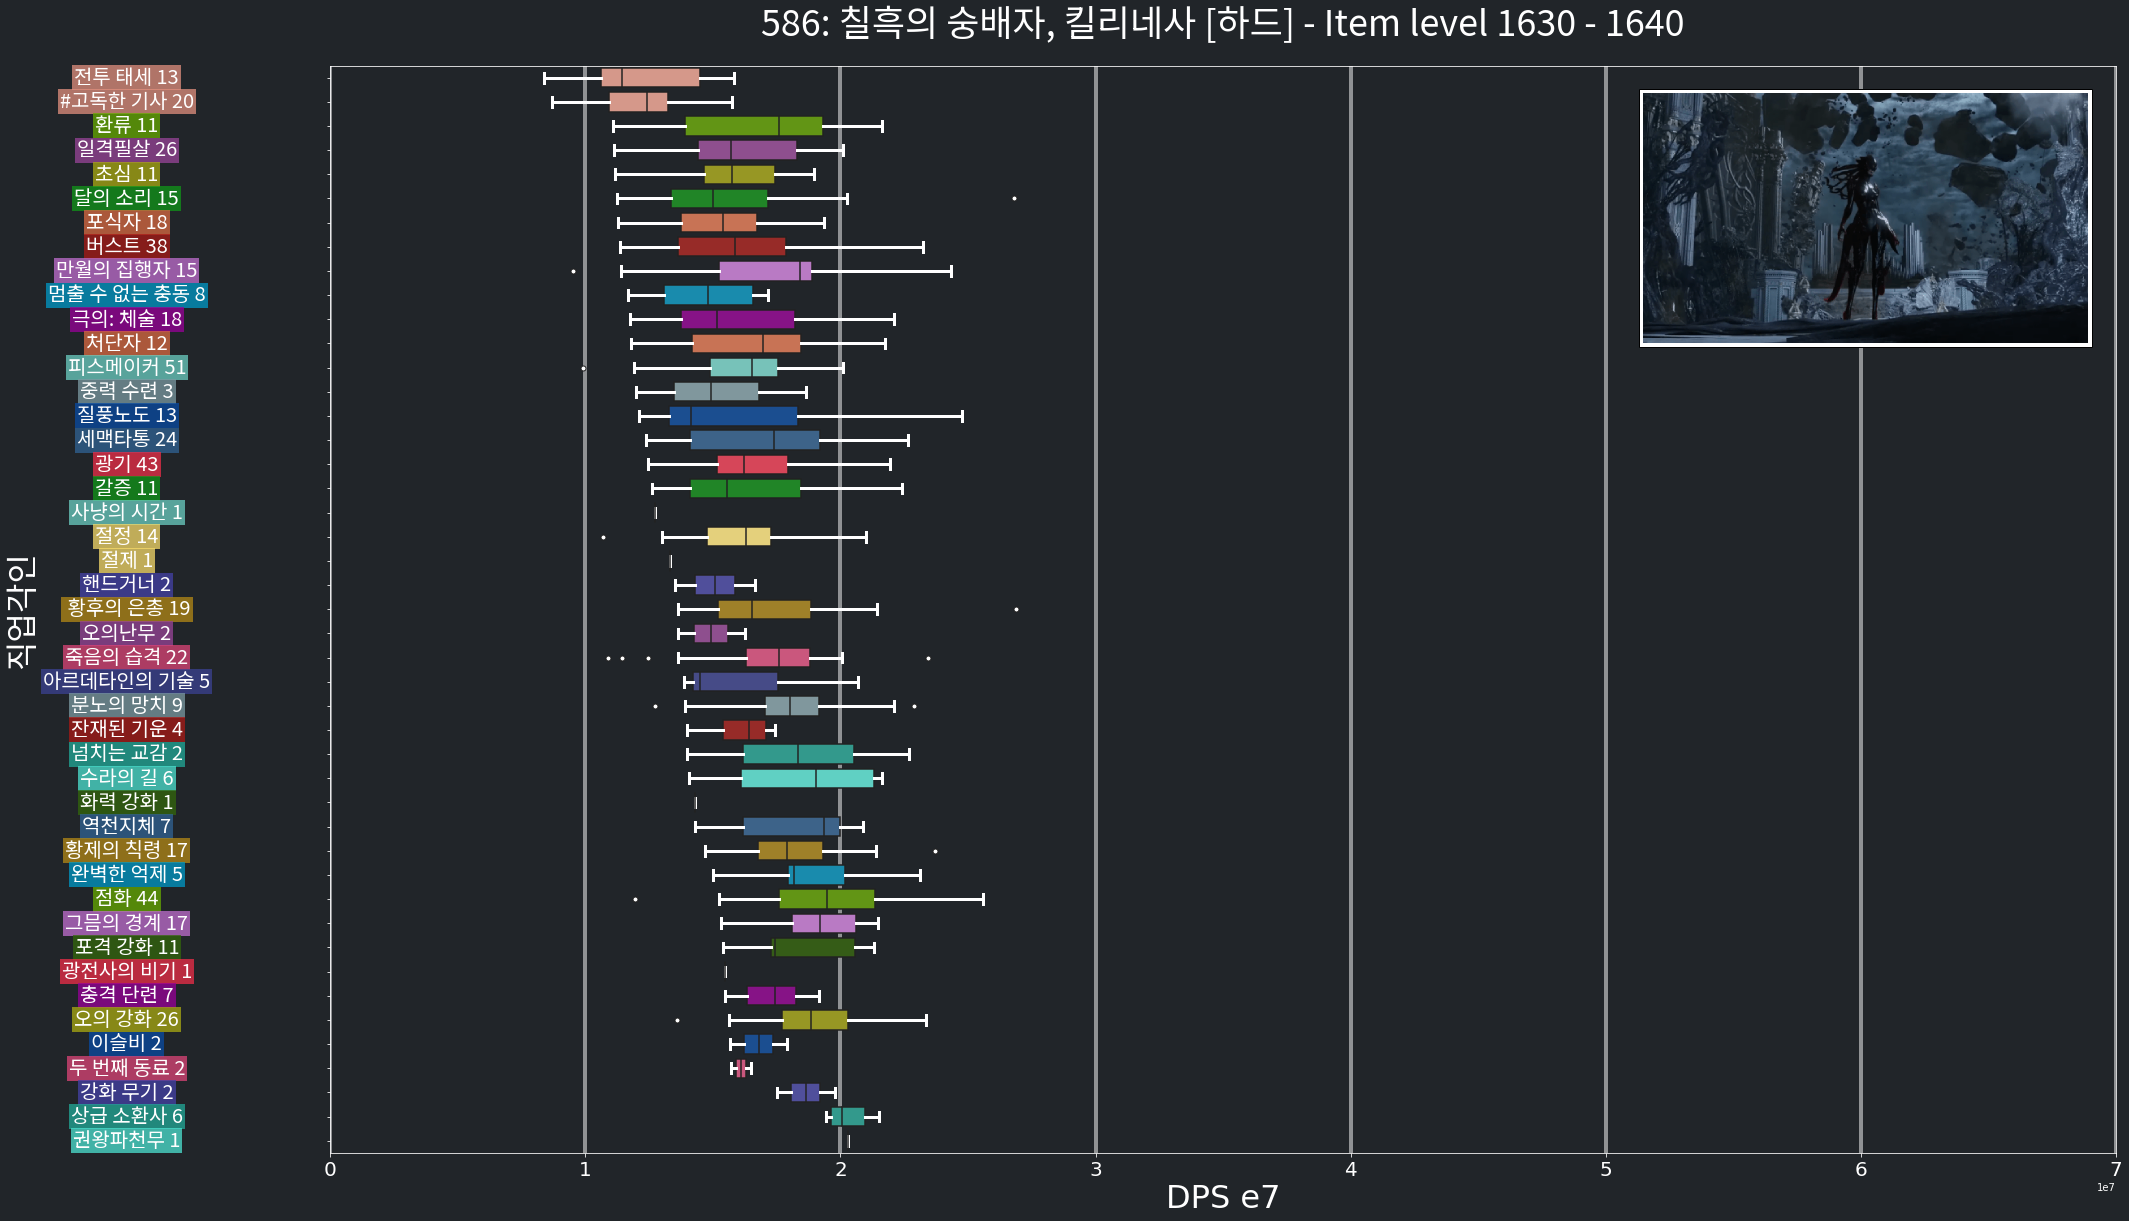 586: 칠흑의 숭배자, 킬리네사 [하드] - Item level 1630 - 1640
직업각인
전투 태세 13
#고독한 기사 20
환류 11
일격필살 26
초심 11
달의 소리 15
포식자 18
버스트 38
만월의 집행자 15
멈출 수 없는 충동 8
극의: 체술 18
처단자 12
피스메이커 51
중력 수련 3
질풍노도 13
세맥타통 24
광기 43
갈증 11
사냥의 시간 1
절정 14
절제 1
핸드거너 2
황후의 은총 19
오의난무 2
죽음의 습격 22
아르데타인의 기술 5
분노의 망치 9
잔재된 기운 4
넘치는 교감 2
수라의 길 6
화력 강화 1
역천지체 7
황제의 칙령 17
완벽한 억제 5
점화 44
그믐의 경계 17
포격 강화 11
광전사의 비기 1
충격 단련 7
오의 강화 26
이슬비 2
두 번째 동료 2
강화 무기 2
상급 소환사 6
권왕파천무 1
0 1 2 3 4 5 6 7
1e7
DPS e7